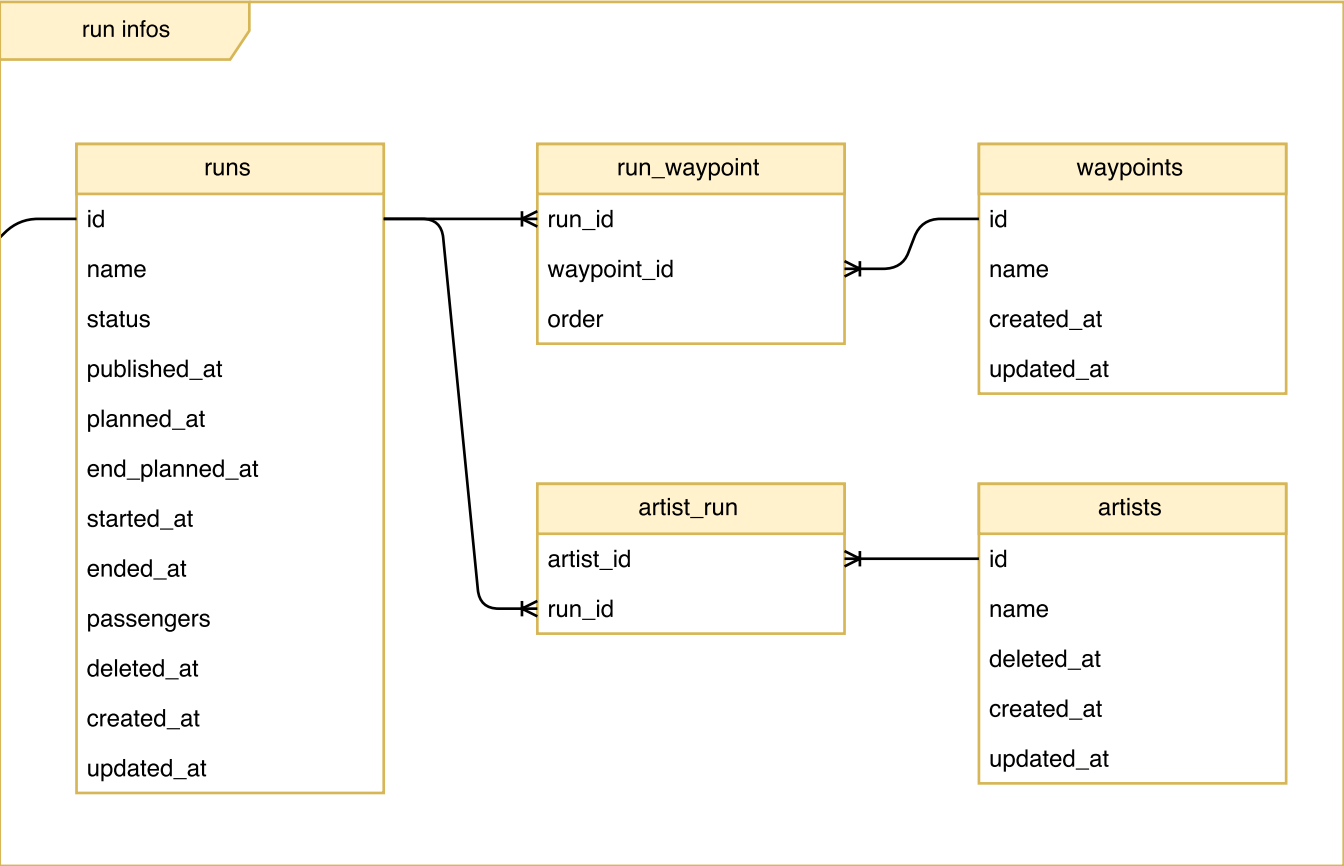 run infos
runs
id
name
status
published_at
planned_at
end_planned_at
started_at
ended_at
passengers
deleted_at
created_at
updated_at
run_waypoint
run_id
waypoint_id
order
waypoints
id
name
created_at
updated_at
artist_run
artist_id
run_id
artists
id
name
deleted_at
created_at
updated_at